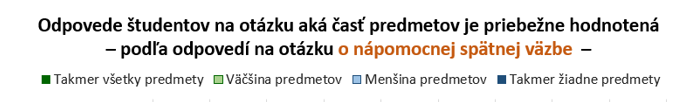 Odpovede študentov na otázku aká časť predmetov je priebežne hodnotená
– podľa odpovedí na otázku o nápomocnej spätnej väzbe –
Takmer všetky predmety Väčšina predmetov Menšina predmetov Takmer žiadne predmety